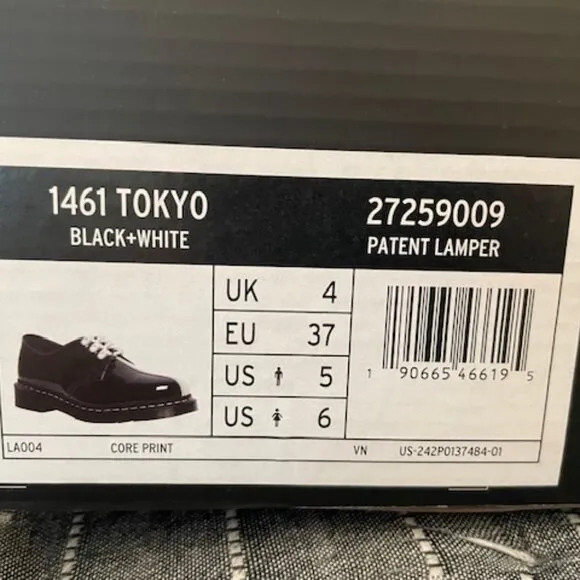 1461 TOKYO
BLACK+WHITE
27259009
PATENT LAMPER
UK 4
EU 37
US 5
US 6
1 90665 46619 5
LA004 CORE PRINT VN US-242P0137484-01